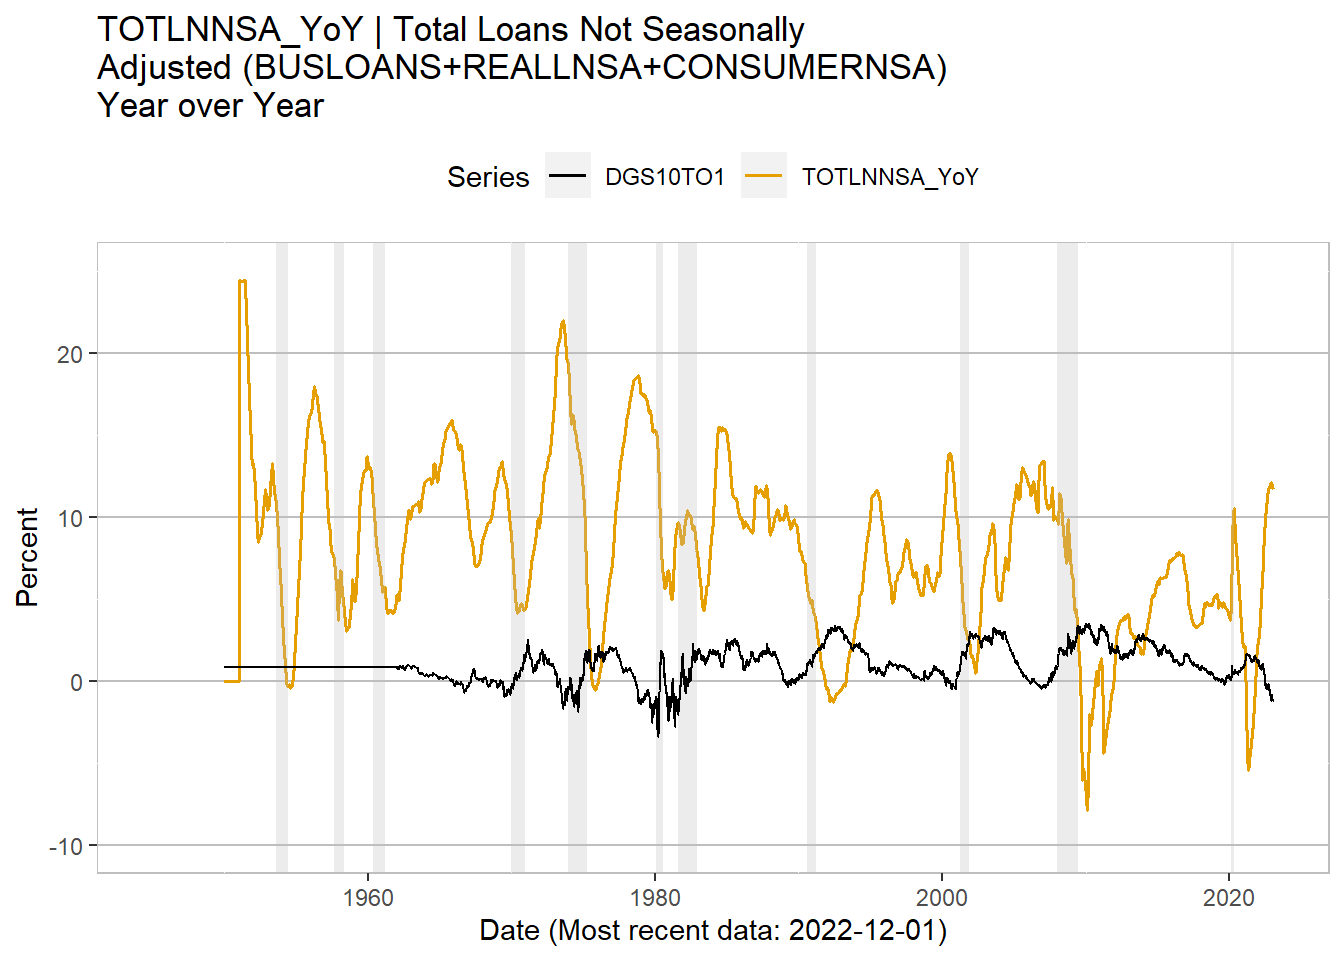 TOTLNNSA_YoY | Total Loans Not Seasonally
Adjusted (BUSLOANS+REALLNSA+CONSUMERNSA)
Year over Year
Series DGS10TO1 TOTLNNSA_YoY
Percent
20
10
0
-10
1960 1980 2000 2020
Date (Most recent data: 2022-12-01)